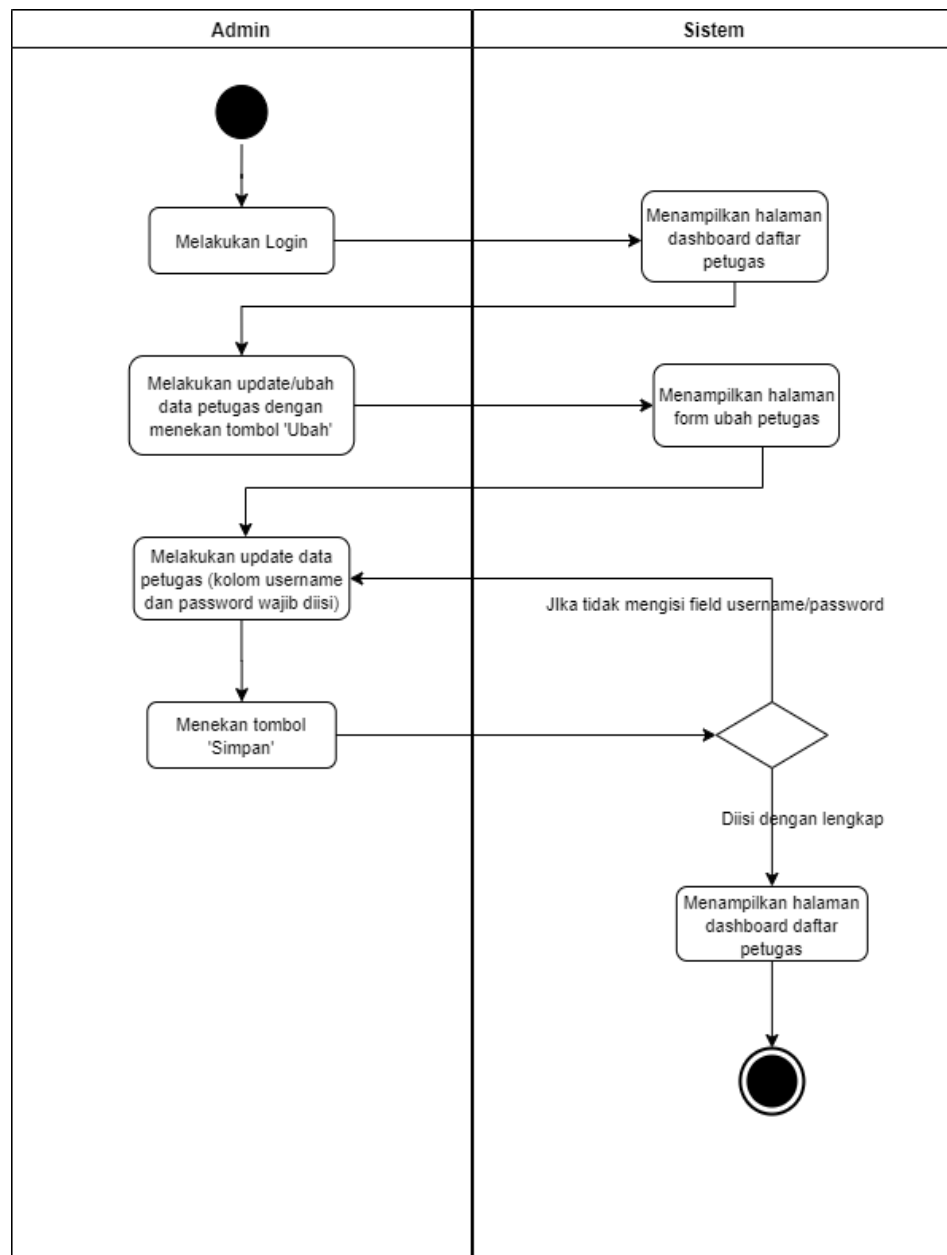 Admin
Sistem
Melakukan Login
Menampilkan halaman
dashboard daftar
petugas
Melakukan update/ubah
data petugas dengan
menekan tombol 'Ubah'
Menampilkan halaman
form ubah petugas
Melakukan update data
petugas (kolom username
dan password wajib diisi)
JIka tidak mengisi field username/password
Menekan tombol
'Simpan'
Diisi dengan lengkap
Menampilkan halaman
dashboard daftar
petugas